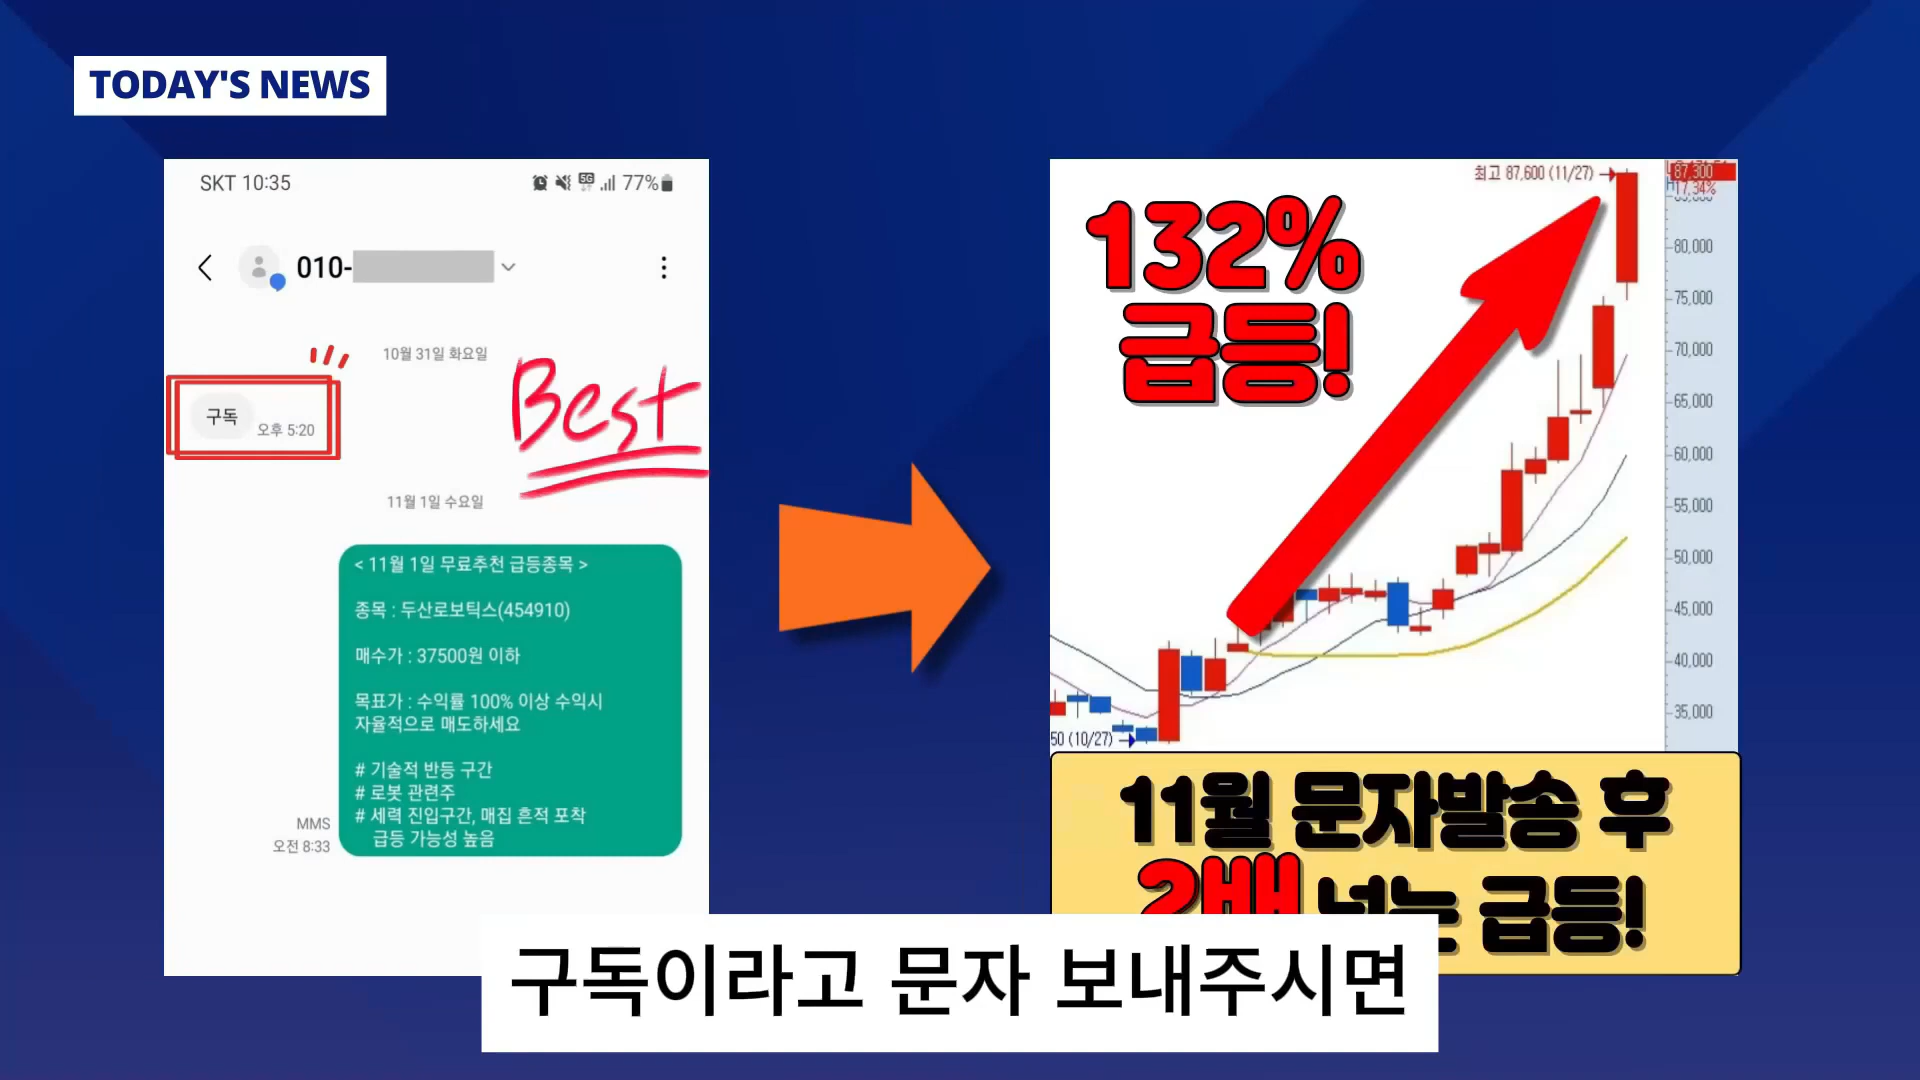 TODAY'S NEWS
SKT 10:35
5G
77%
010-
10월 31일 화요일
구독
오후 5:20
Best
11월 1일 수요일
< 11월 1일 무료추천 급등종목 >
종목 : 두산로보틱스(454910)
매수가 : 37500원 이하
목표가 : 수익률 100% 이상 수익시
자율적으로 매도하세요
# 기술적 반등 구간
# 로봇 관련주
# 세력 진입구간, 매집 흔적 포착
급등 가능성 높음
MMS
오전 8:33
132%
급등!
최고 87,600 (11/27)
87,300
17.34%
80,000
75,000
70,000
65,000
60,000
55,000
50,000
45,000
40,000
35,000
50 (10/27)
11월 문자발송 후
2배 넘는 급등!
구독이라고 문자 보내주시면